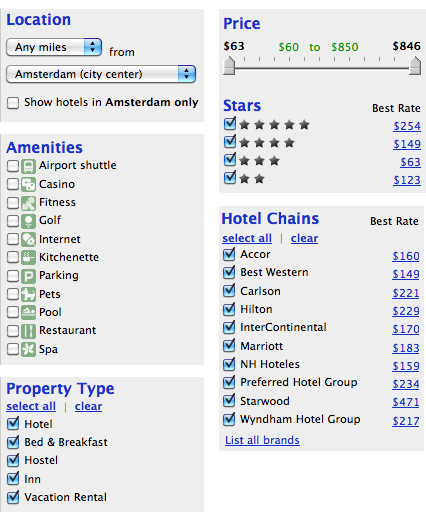 Location
Any miles from
Amsterdam (city center)
Show hotels in Amsterdam only
Amenities
Airport shuttle
Casino
Fitness
Golf
Internet
Kitchenette
Parking
Pets
Pool
Restaurant
Spa
Property Type
select all | clear
Hotel
Bed & Breakfast
Hostel
Inn
Vacation Rental
Price
$63 $60 to $850 $846
Stars Best Rate
$254
$149
$63
$123
Hotel Chains Best Rate
select all | clear
Accor $160
Best Western $149
Carlson $221
Hilton $229
InterContinental $170
Marriott $183
NH Hoteles $159
Preferred Hotel Group $234
Starwood $471
Wyndham Hotel Group $217
List all brands